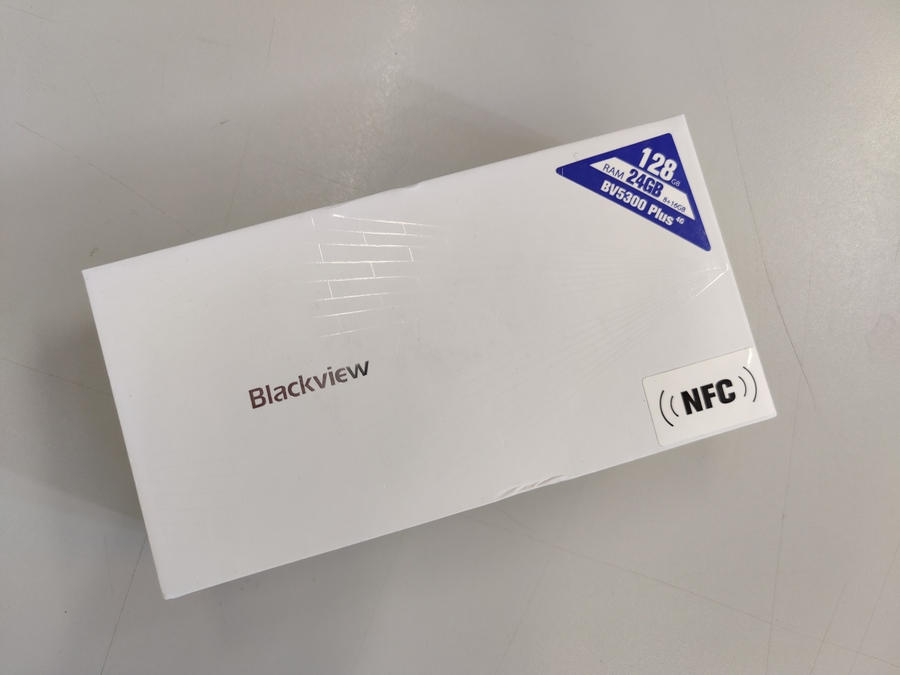 128 GB
RAM 24GB 8+16GB
BV5300 Plus 4G
Blackview
((NFC))